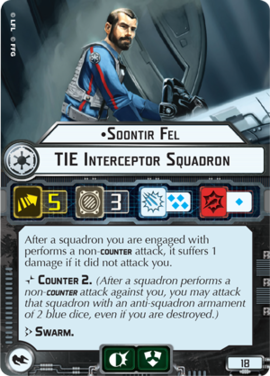 © LFL © FFG
•Soontir Fel
TIE Interceptor Squadron
5 3
After a squadron you are engaged with
performs a non-COUNTER attack, it suffers 1
damage if it did not attack you.
COUNTER 2. (After a squadron performs a
non-COUNTER attack against you, you may attack
that squadron with an anti-squadron armament
of 2 blue dice, even if you are destroyed.)
SWARM.
18